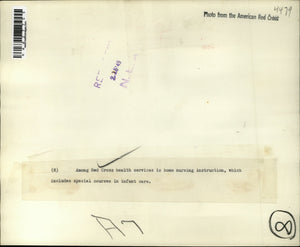 4479
Photo from the American Red Cross
(8) Among Red Cross health services is home nursing instruction, which
includes special courses in infant care.
8